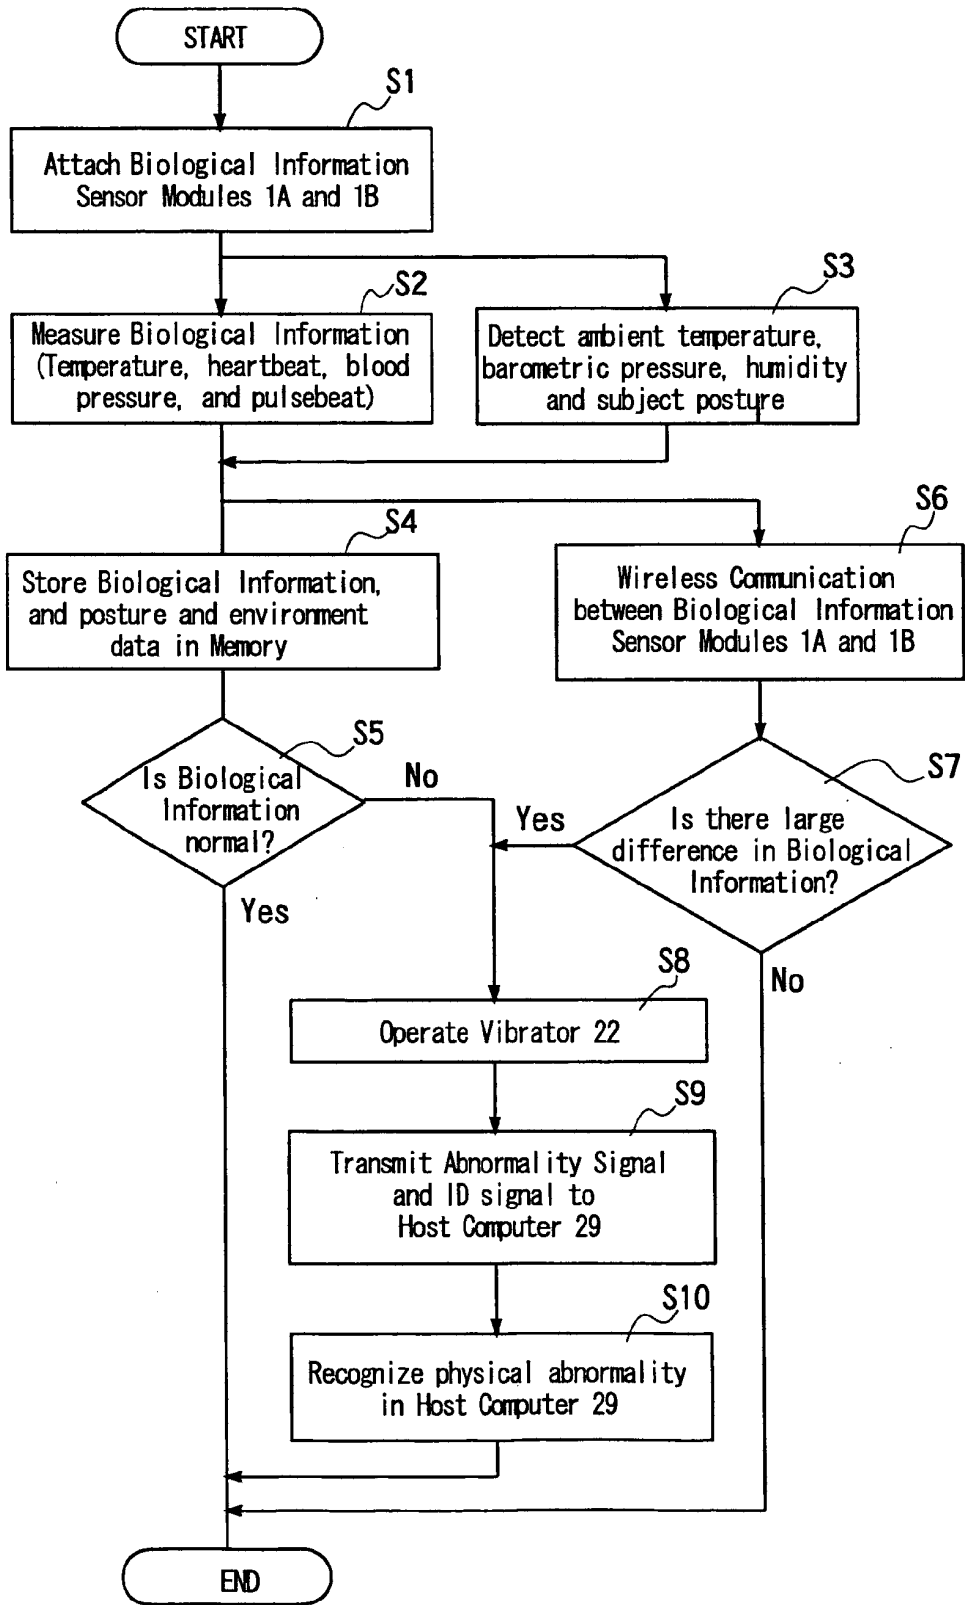 START
S1
Attach Biological Information
Sensor Modules 1A and 1B
S2
Measure Biological Information
(Temperature, heartbeat, blood
pressure, and pulsebeat)
S3
Detect ambient temperature,
barometric pressure, humidity
and subject posture
S4
Store Biological Information,
and posture and environment
data in Memory
S6
Wireless Communication
between Biological Information
Sensor Modules 1A and 1B
S5
Is Biological
Information
normal?
No
Yes
S7
Is there large
difference in Biological
Information?
Yes
No
S8
Operate Vibrator 22
S9
Transmit Abnormality Signal
and ID signal to
Host Computer 29
S10
Recognize physical abnormality
in Host Computer 29
END